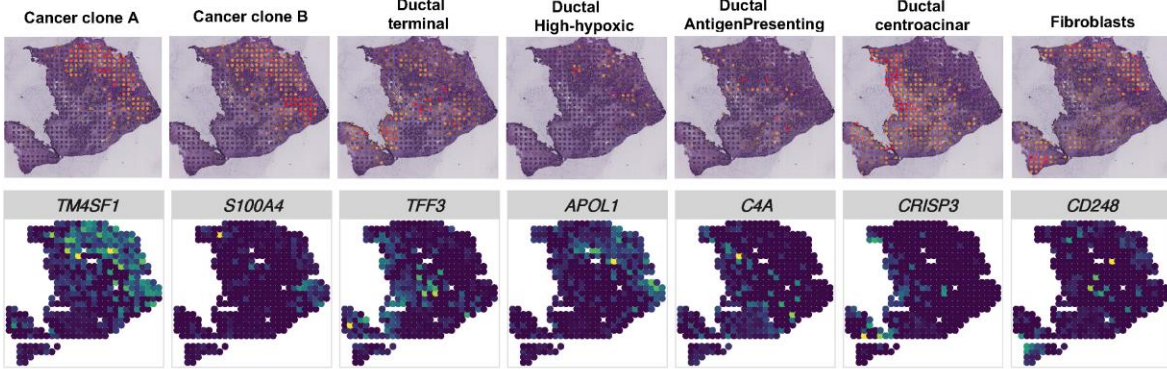 Cancer clone A
Cancer clone B
Ductal
terminal
Ductal
High-hypoxic
Ductal
AntigenPresenting
Ductal
centroacinar
Fibroblasts
TM4SF1
S100A4
TFF3
APOL1
C4A
CRISP3
CD248